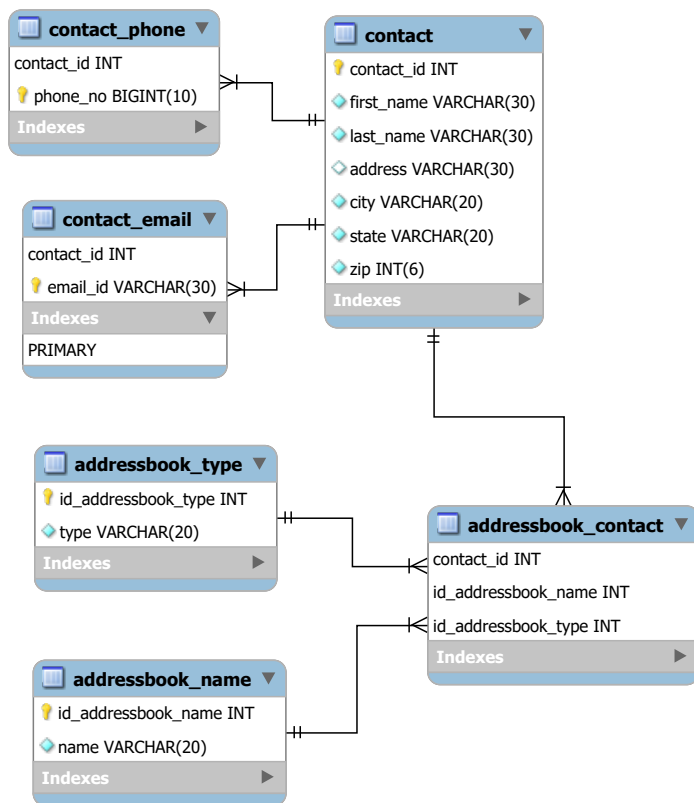 contact_phone
contact_id INT
phone_no BIGINT(10)
Indexes
contact
contact_id INT
first_name VARCHAR(30)
last_name VARCHAR(30)
address VARCHAR(30)
city VARCHAR(20)
state VARCHAR(20)
zip INT(6)
Indexes
contact_email
contact_id INT
email_id VARCHAR(30)
Indexes
PRIMARY
addressbook_type
id_addressbook_type INT
type VARCHAR(20)
Indexes
addressbook_contact
contact_id INT
id_addressbook_name INT
id_addressbook_type INT
Indexes
addressbook_name
id_addressbook_name INT
name VARCHAR(20)
Indexes